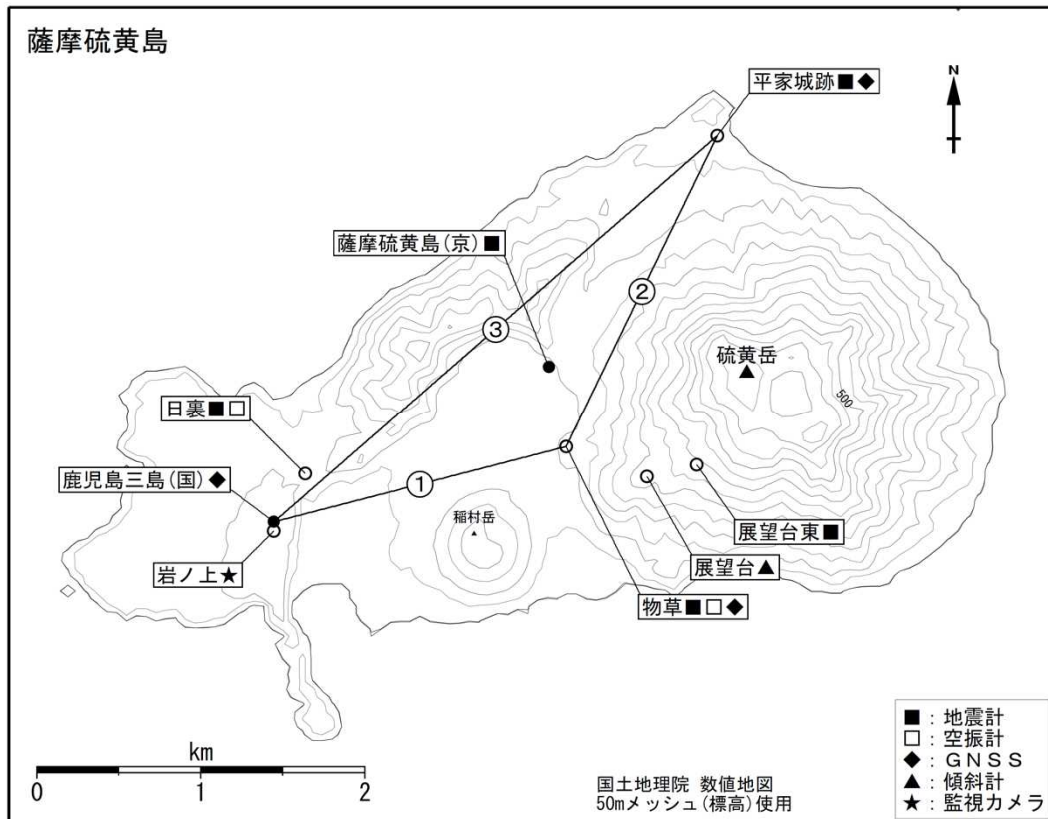 薩摩硫黄島
平家城跡■◆
N
薩摩硫黄島(京)■
②
③
硫黄岳
500
日裏■□
鹿児島三島(国)◆
①
稲村岳
展望台東■
岩ノ上★
展望台▲
物草■□◆
km
0 1 2
国土地理院 数値地図
50mメッシュ(標高)使用
■:地震計
□:空振計
◆:GNSS
▲:傾斜計
★:監視カメラ